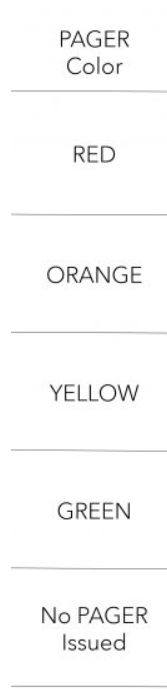 PAGER
Color
RED
ORANGE
YELLOW
GREEN
No PAGER
Issued